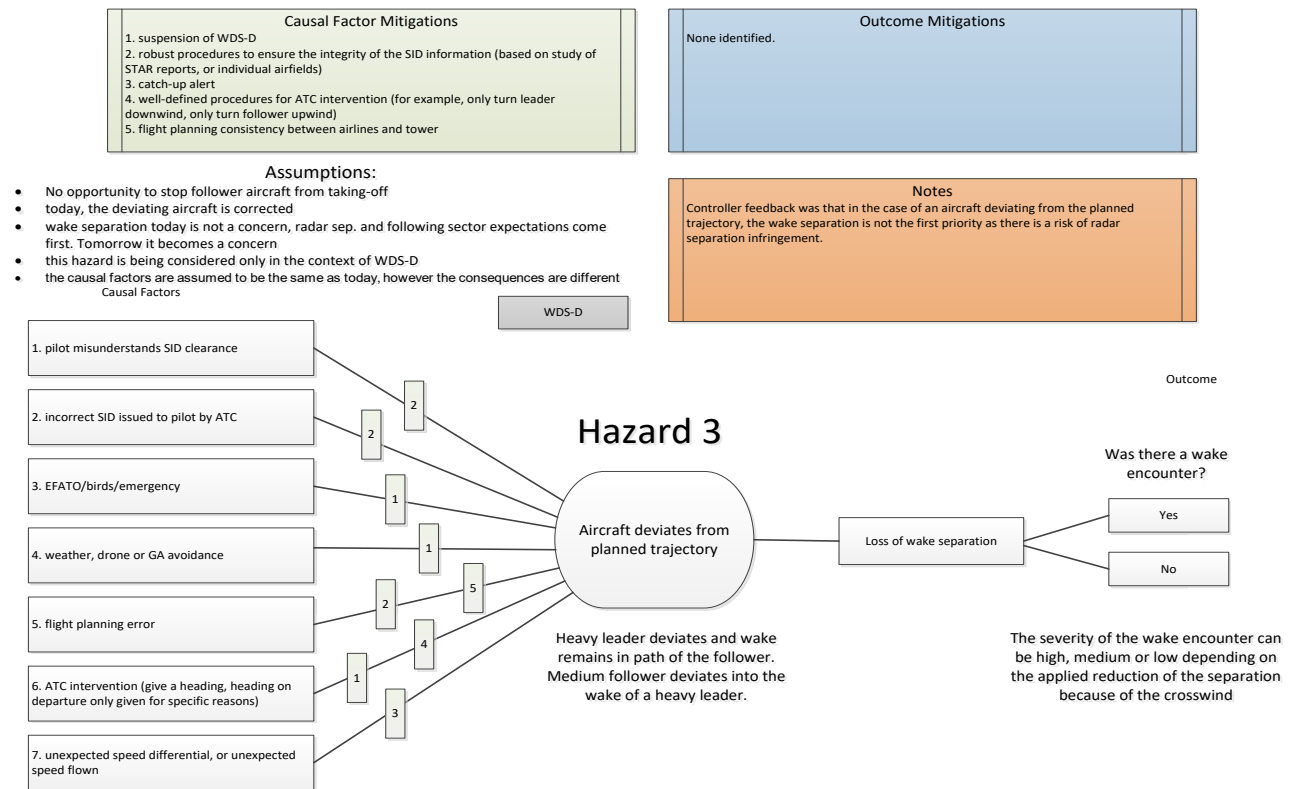 Causal Factor Mitigations
1. suspension of WDS-D
2. robust procedures to ensure the integrity of the SID information (based on study of
STAR reports, or individual airfields)
3. catch-up alert
4. well-defined procedures for ATC intervention (for example, only turn leader
downwind, only turn follower upwind)
5. flight planning consistency between airlines and tower
Outcome Mitigations
None identified.
Assumptions:
• No opportunity to stop follower aircraft from taking-off
• today, the deviating aircraft is corrected
• wake separation today is not a concern, radar sep. and following sector expectations come
first. Tomorrow it becomes a concern
• this hazard is being considered only in the context of WDS-D
• the causal factors are assumed to be the same as today, however the consequences are different
Notes
Controller feedback was that in the case of an aircraft deviating from the planned
trajectory, the wake separation is not the first priority as there is a risk of radar
separation infringement.
Causal Factors
WDS-D
1. pilot misunderstands SID clearance
2
2. incorrect SID issued to pilot by ATC
2
3. EFATO/birds/emergency
1
4. weather, drone or GA avoidance
1
5. flight planning error
2
5
6. ATC intervention (give a heading, heading on
departure only given for specific reasons)
1
4
7. unexpected speed differential, or unexpected
speed flown
3
Hazard 3
Aircraft deviates from
planned trajectory
Heavy leader deviates and wake
remains in path of the follower.
Medium follower deviates into the
wake of a heavy leader.
Loss of wake separation
Outcome
Was there a wake
encounter?
Yes
No
The severity of the wake encounter can
be high, medium or low depending on
the applied reduction of the separation
because of the crosswind